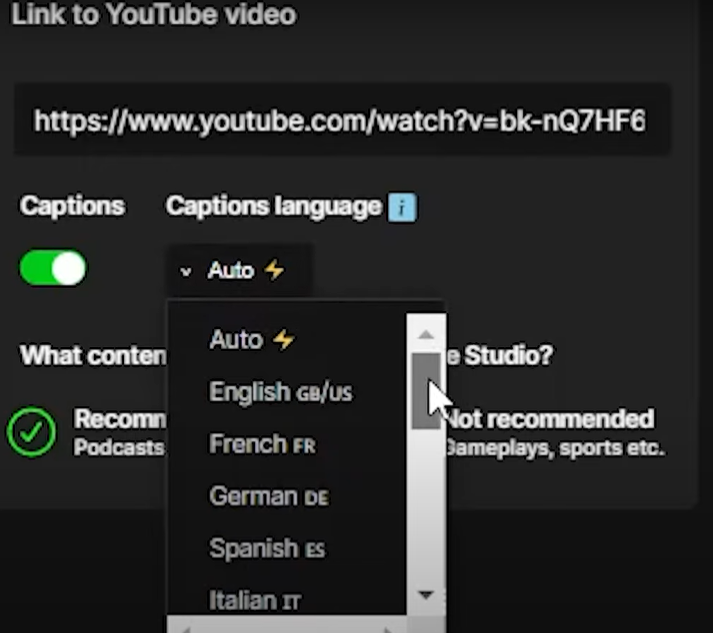 Link to YouTube video
https://www.youtube.com/watch?v=bk-nQ7HF6
Captions Captions language i
Auto ⚡
Auto ⚡
English GB/US
French FR
German DE
Spanish ES
Italian IT
What conten e Studio?
Recomm
Podcasts
Not recommended
Gameplays, sports etc.